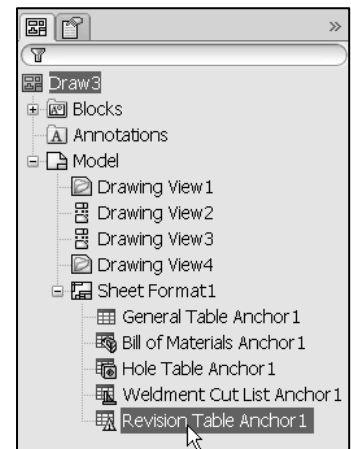 »
Draw3
Blocks
A Annotations
Model
Drawing View1
Drawing View2
Drawing View3
Drawing View4
Sheet Format1
General Table Anchor1
Bill of Materials Anchor1
Hole Table Anchor1
Weldment Cut List Anchor1
Revision Table Anchor1